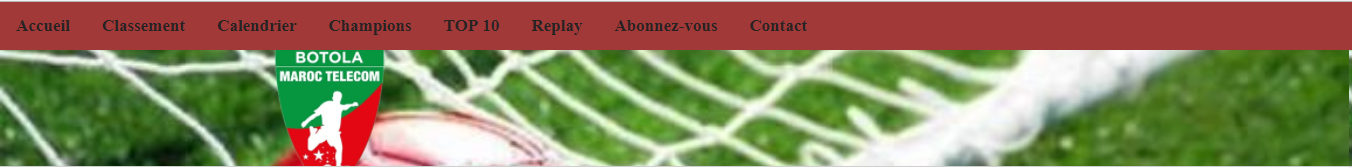 Accueil Classement Calendrier Champions TOP 10 Replay Abonnez-vous Contact
BOTOLA
MAROC TELECOM